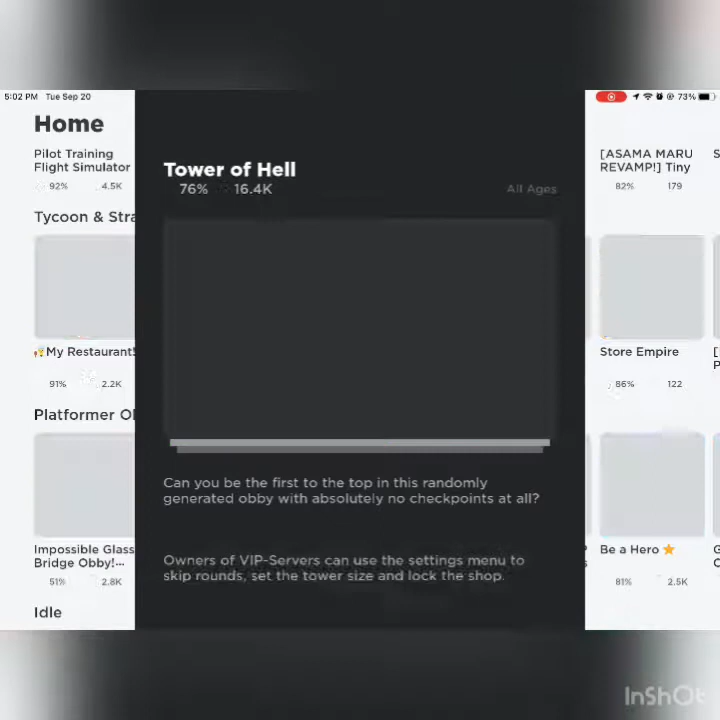 5:02 PM Tue Sep 20
73%
Home
Pilot Training
Flight Simulator
92% 4.5K
Tycoon & Stra
My Restaurant!
91% 2.2K
Platformer O
Impossible Glass
Bridge Obby!...
51% 2.8K
Idle
Tower of Hell
76% 16.4K
All Ages
Can you be the first to the top in this randomly
generated obby with absolutely no checkpoints at all?
Owners of VIP-Servers can use the settings menu to
skip rounds, set the tower size and lock the shop.
[ASAMA MARU
REVAMP!] Tiny
82% 179
Store Empire
86% 122
Be a Hero ⭐
81% 2.5K
InShOt